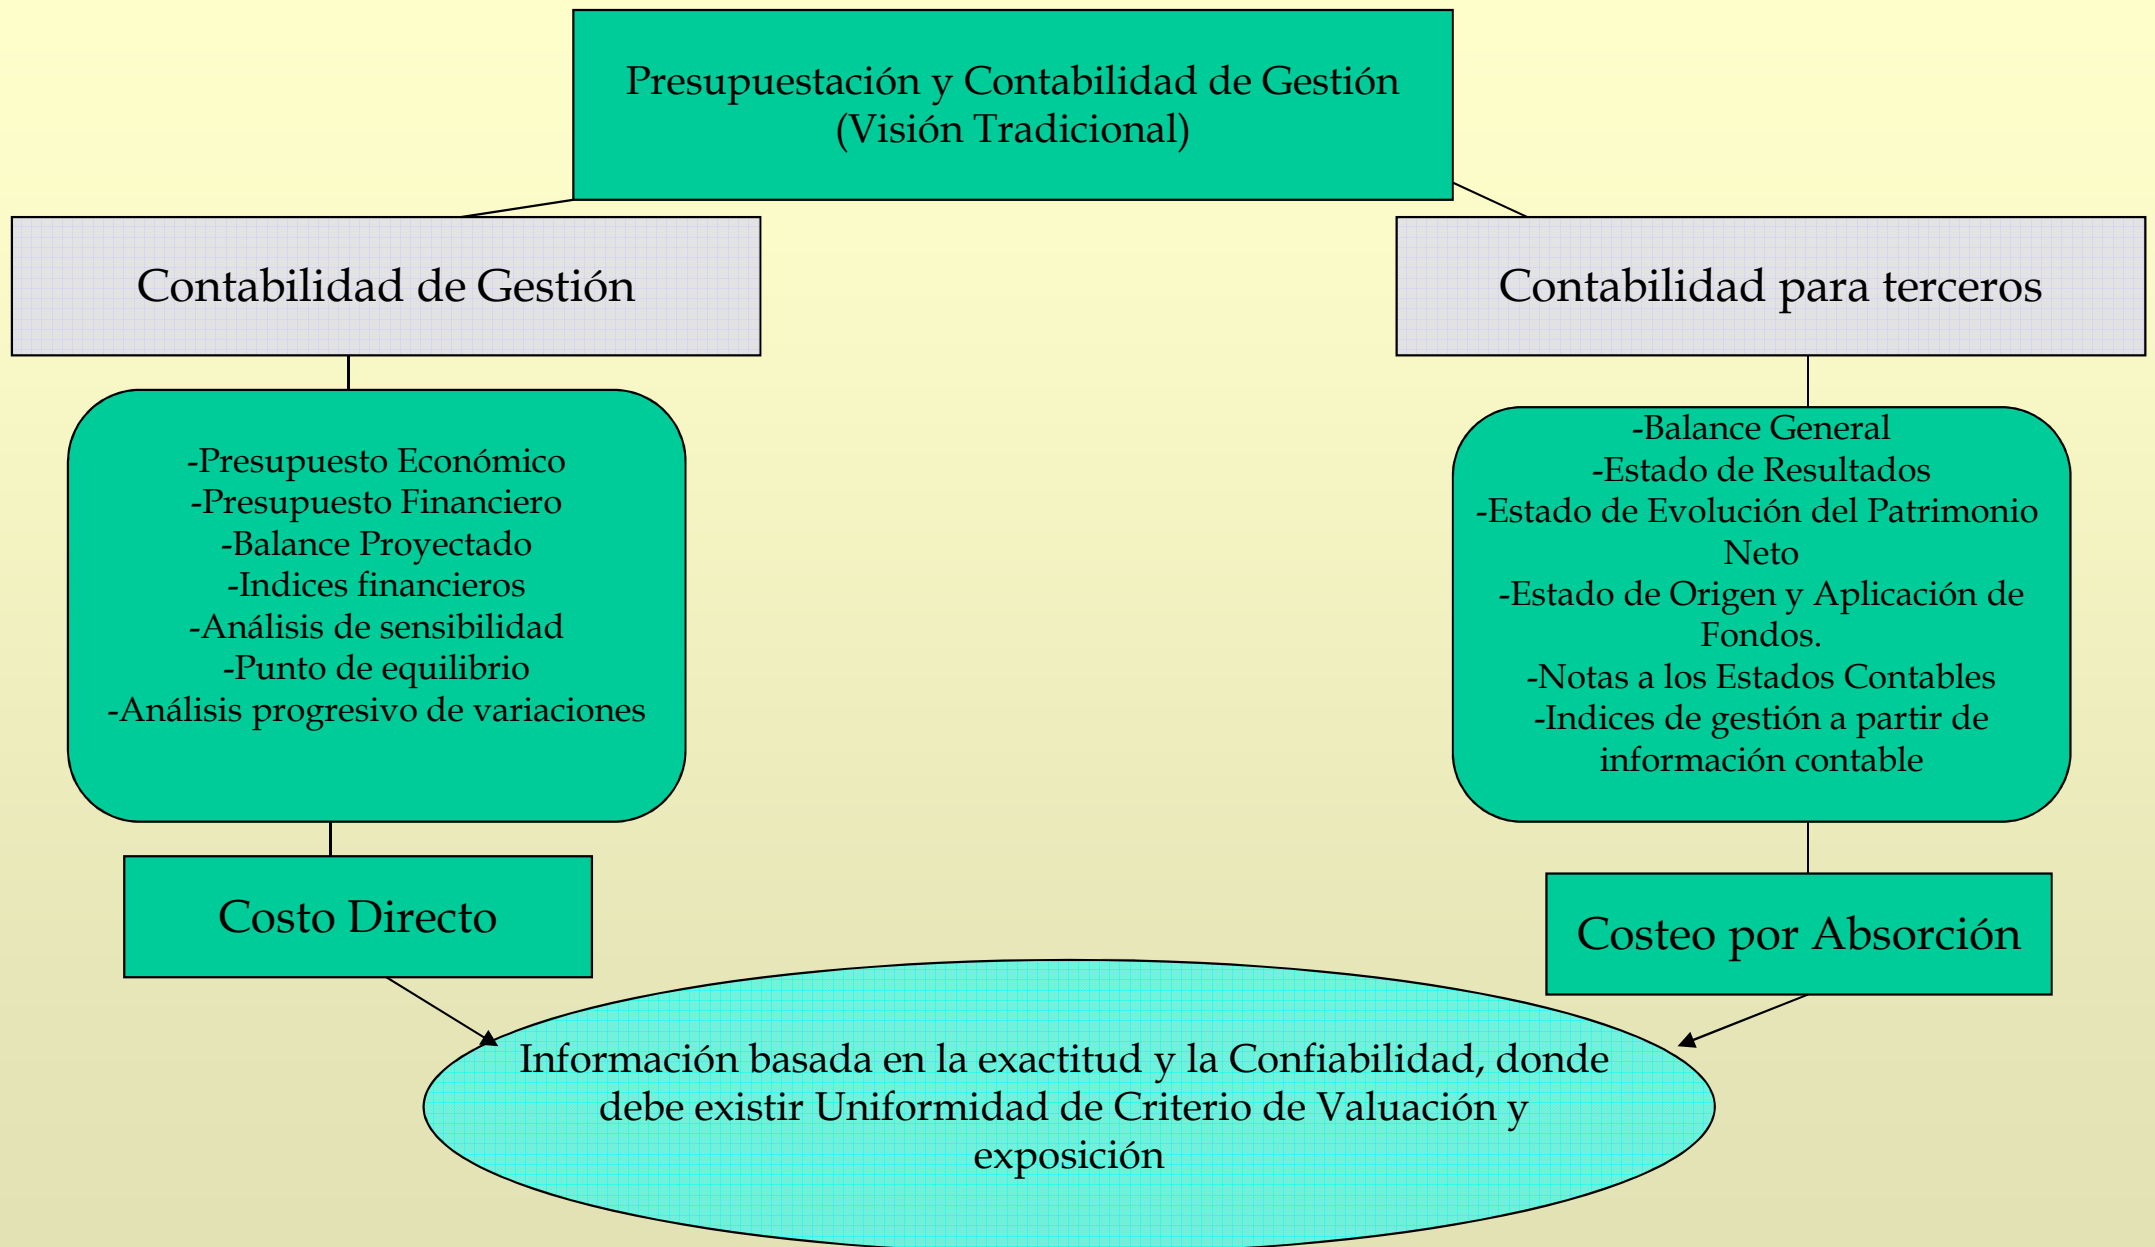 Presupuestación y Contabilidad de Gestión
(Visión Tradicional)
Contabilidad de Gestión
Contabilidad para terceros
-Presupuesto Económico
-Presupuesto Financiero
-Balance Proyectado
-Indices financieros
-Análisis de sensibilidad
-Punto de equilibrio
-Análisis progresivo de variaciones
-Balance General
-Estado de Resultados
-Estado de Evolución del Patrimonio
Neto
-Estado de Origen y Aplicación de
Fondos.
-Notas a los Estados Contables
-Indices de gestión a partir de
información contable
Costo Directo
Costeo por Absorción
Información basada en la exactitud y la Confiabilidad, donde
debe existir Uniformidad de Criterio de Valuación y
exposición